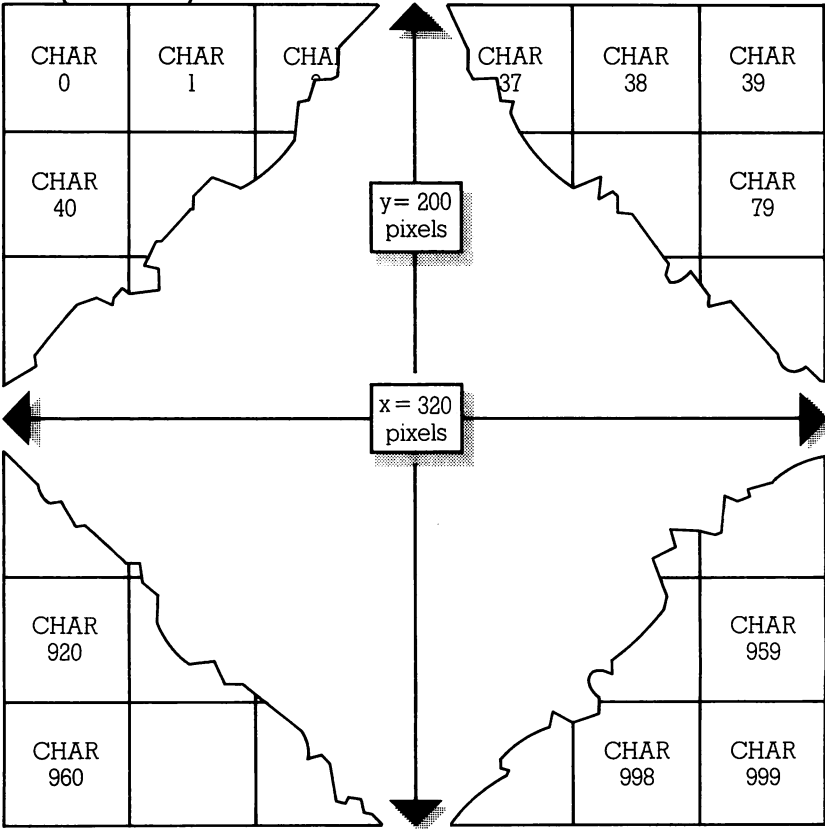 CHAR
0
CHAR
1
CHAR
37
CHAR
38
CHAR
39
CHAR
40
y= 200
pixels
CHAR
79
x = 320
pixels
CHAR
920
CHAR
959
CHAR
960
CHAR
998
CHAR
999